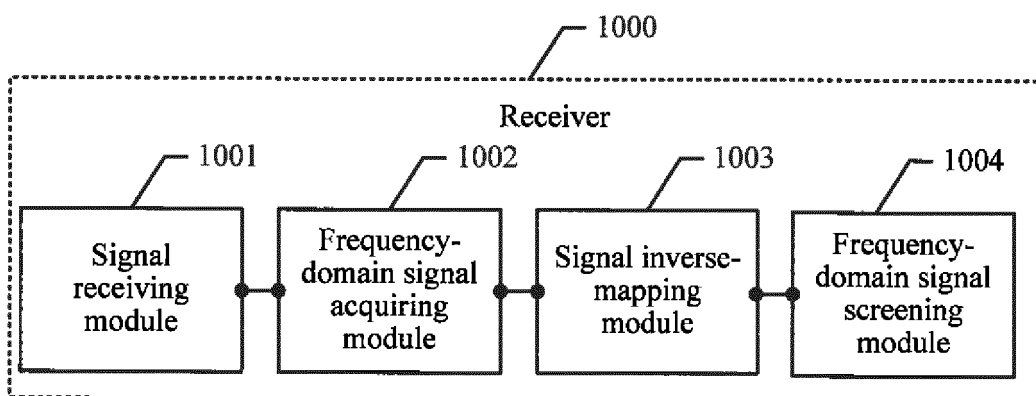 1000
Receiver
1001
1002
1003
1004
Signal
receiving
module
Frequency-
domain signal
acquiring
module
Signal inverse-
mapping
module
Frequency-
domain signal
screening
module